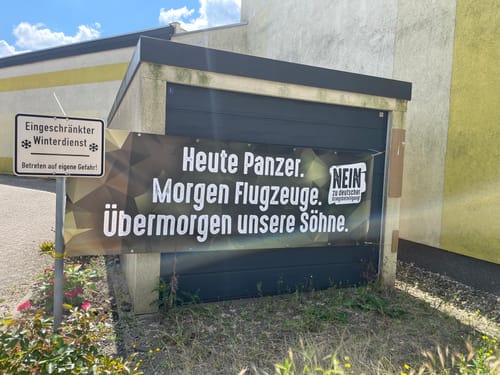 Eingeschränkter
Winterdienst
Betreten auf eigene Gefahr!
Heute Panzer.
Morgen Flugzeuge.
Übermorgen unsere Söhne.
NEIN
zu deutscher
Kriegsbeteiligung!